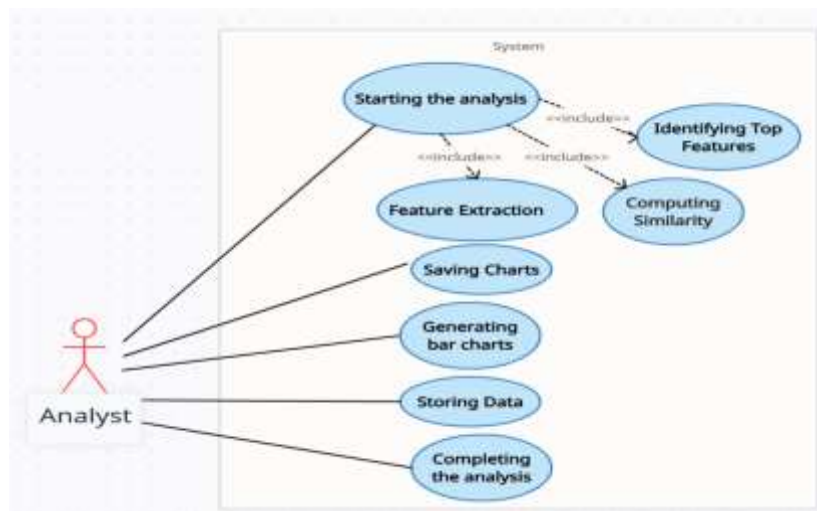 System
Starting the analysis
<<include>>
Identifying Top
Features
<<include>>
<<include>>
Feature Extraction
Computing
Similarity
Saving Charts
Generating
bar charts
Storing Data
Analyst
Completing
the analysis